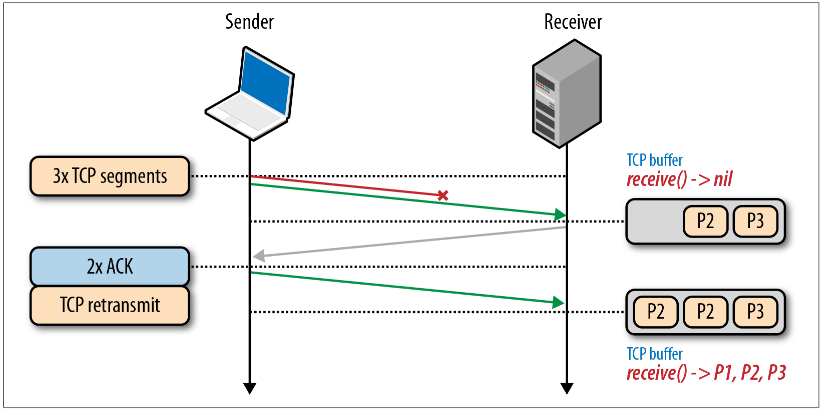 Sender
Receiver
3x TCP segments
TCP buffer
receive() -> nil
P2 P3
2x ACK
TCP retransmit
P2 P2 P3
TCP buffer
receive() -> P1, P2, P3